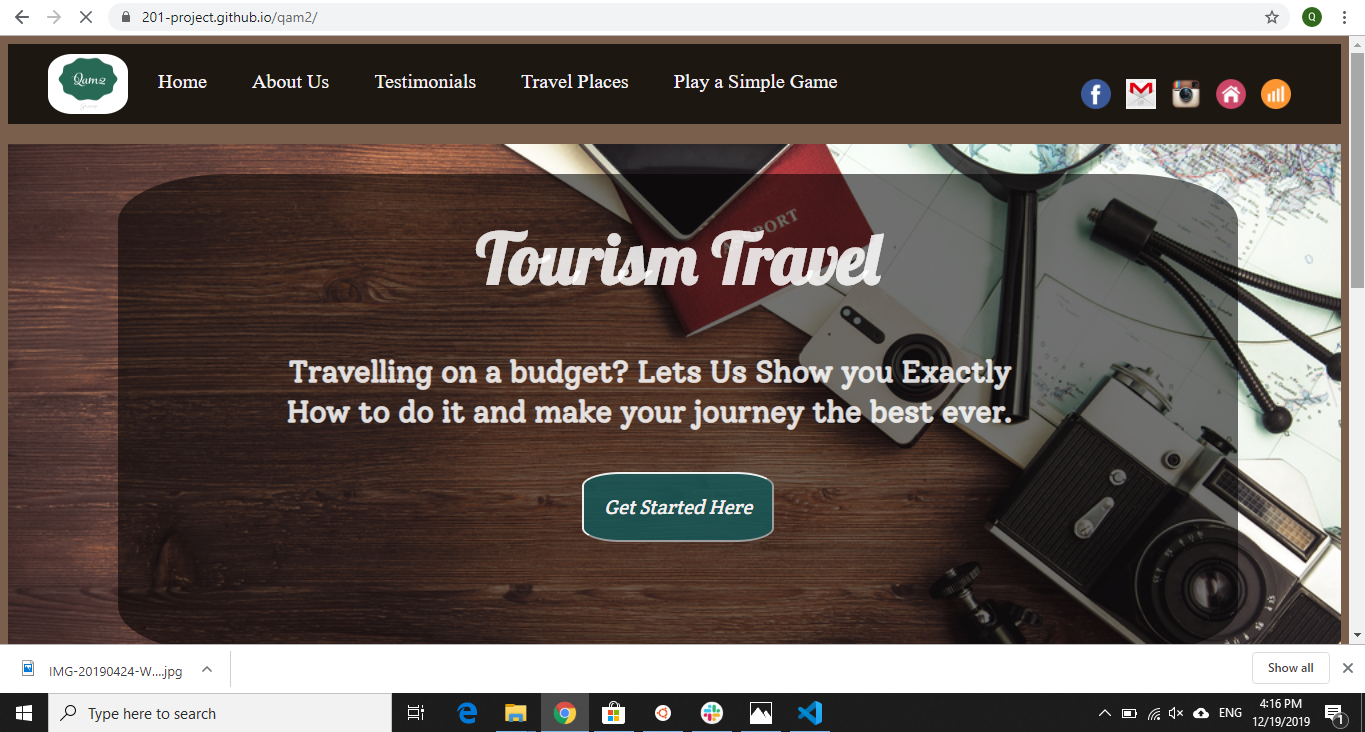 201-project.github.io/qam2/
Q
Qam2
Home About Us Testimonials Travel Places Play a Simple Game
PASSPORT
Tourism Travel
Travelling on a budget? Lets Us Show you Exactly
How to do it and make your journey the best ever.
Get Started Here
IMG-20190424-W....jpg
Show all
Type here to search
ENG
4:16 PM
12/19/2019
1